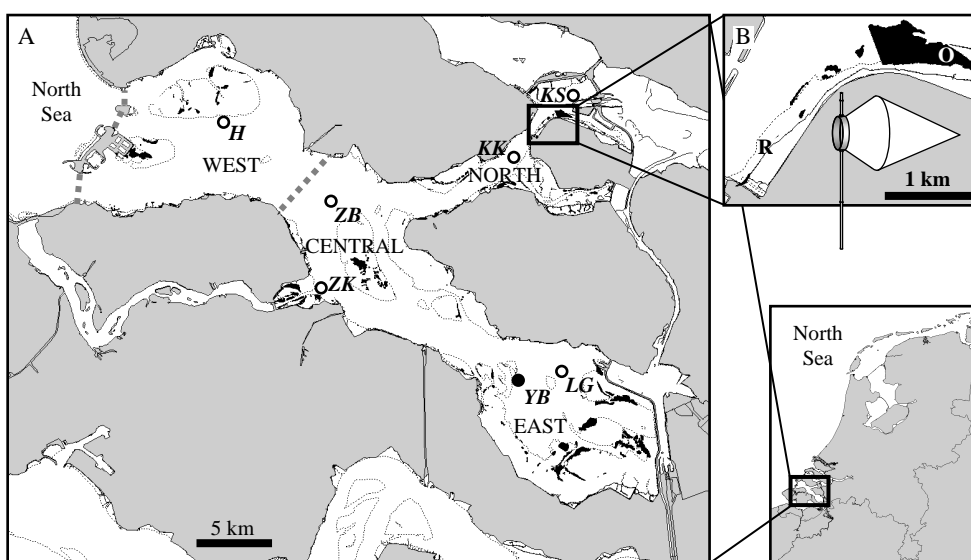 A
North
Sea
H
WEST
KS
KK
NORTH
ZB
CENTRAL
ZK
LG
YB
EAST
5 km
B
O
R
1 km
North
Sea